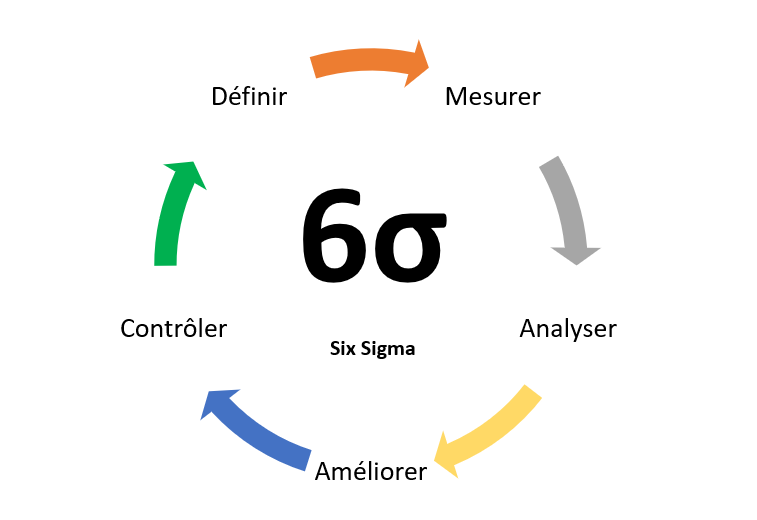 Définir
Mesurer
6σ
Contrôler
Analyser
Six Sigma
Améliorer